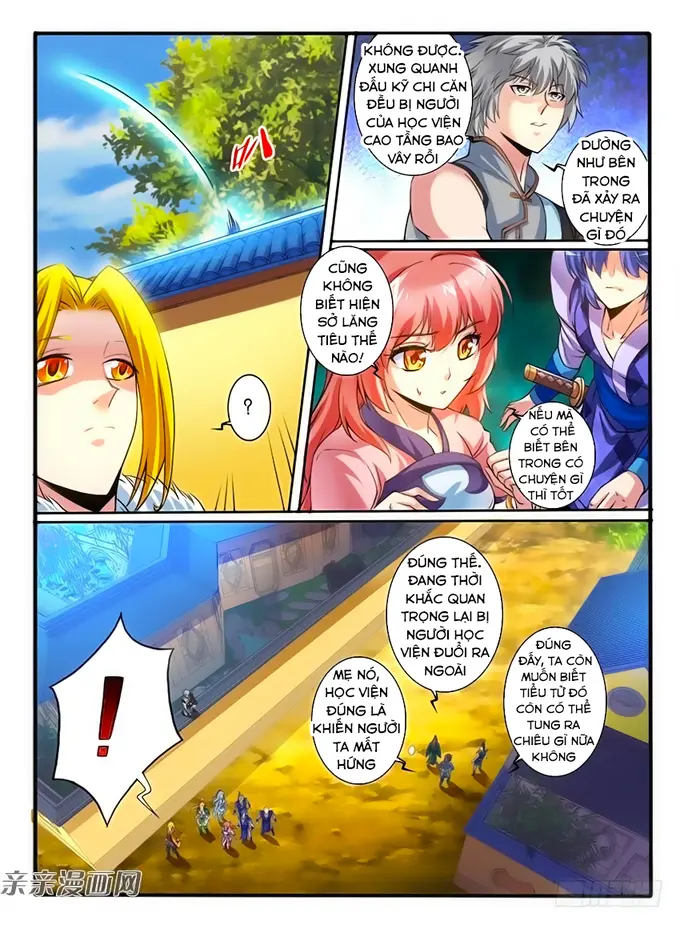 KHÔNG ĐƯỢC.
XUNG QUANH
ĐẤU KỸ CHI CĂN
ĐỀU BỊ NGƯỜI
CỦA HỌC VIỆN
CAO TẦNG BAO
VÂY RỒI
DƯỜNG
NHƯ BÊN
TRONG
ĐÃ XẢY RA
CHUYỆN
GÌ ĐÓ
?
CŨNG
KHÔNG
BIẾT HIỆN
SỞ LĂNG
TIÊU THẾ
NÀO!
NẾU MÀ
CÓ THỂ
BIẾT BÊN
TRONG CÓ
CHUYỆN GÌ
THÌ TỐT
!
ĐÚNG THẾ.
ĐANG THỜI
KHẮC QUAN
TRỌNG LẠI BỊ
NGƯỜI HỌC
VIỆN ĐUỔI RA
NGOÀI
MẸ NÓ,
HỌC VIỆN
ĐÚNG LÀ
KHIẾN NGƯỜI
TA MẤT
HỨNG
ĐÚNG
ĐẤY, TA CÒN
MUỐN BIẾT
TIỂU TỬ ĐÓ
CÒN CÓ THỂ
TUNG RA
CHIÊU GÌ NỮA
KHÔNG
亲亲漫画网